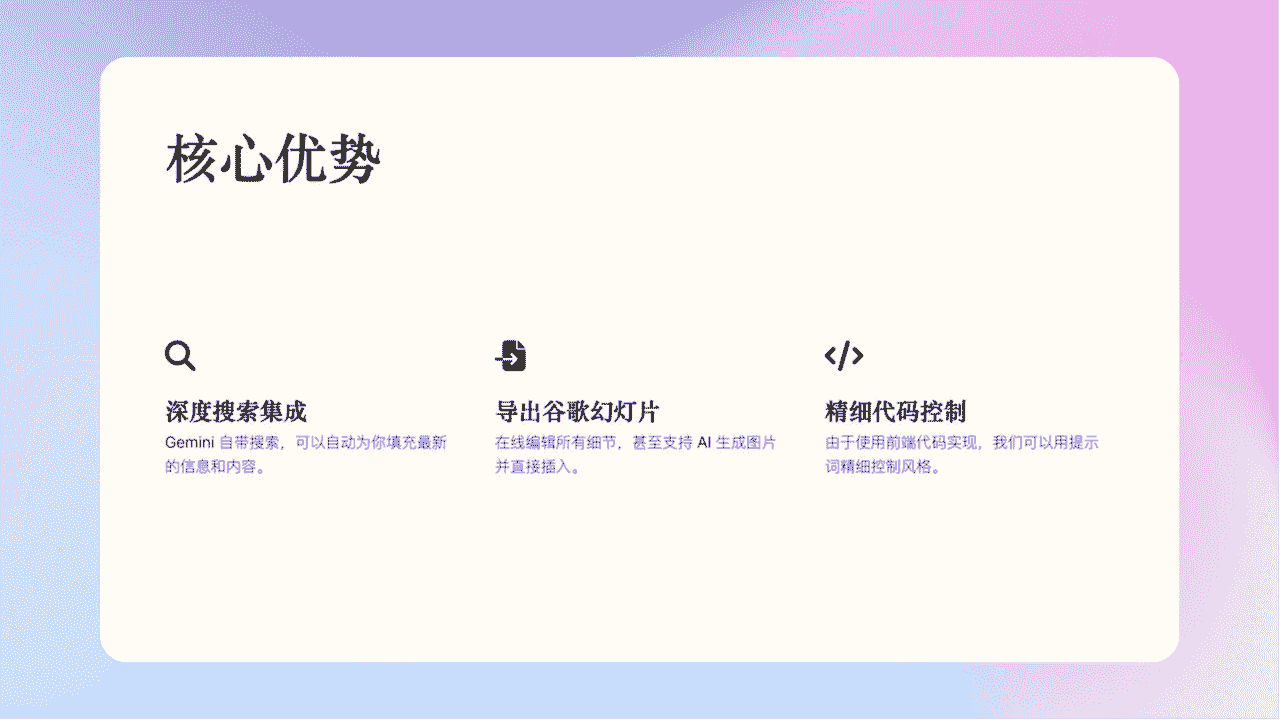 核心优势
深度搜索集成
Gemini 自带搜索，可以自动为你填充最新
的信息和内容。
导出谷歌幻灯片
在线编辑所有细节，甚至支持 AI 生成图片
并直接插入。
精细代码控制
由于使用前端代码实现，我们可以用提示
词精细控制风格。